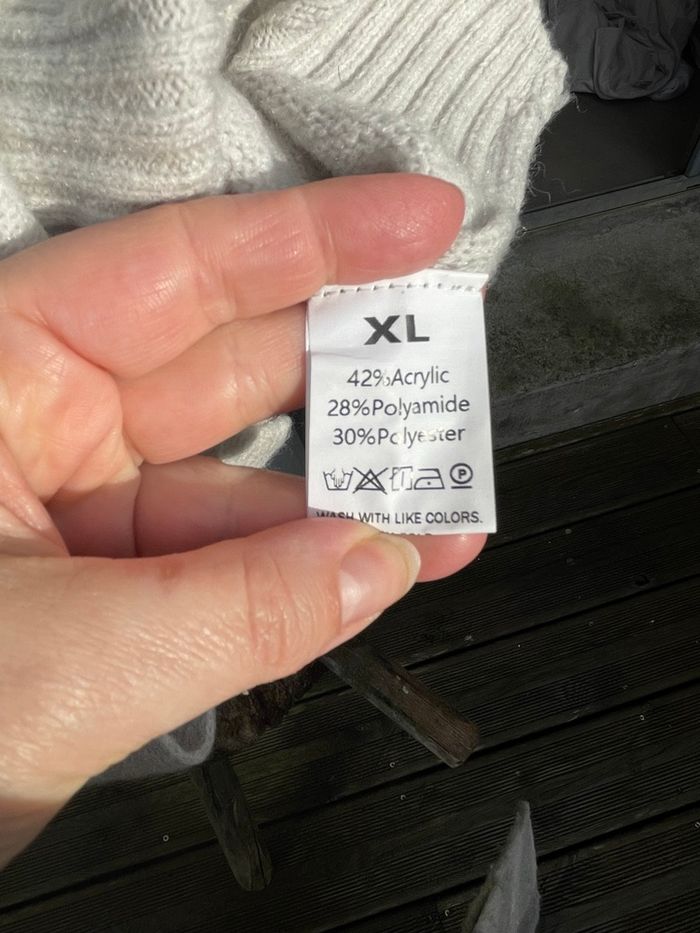 XL
42%Acrylic
28%Polyamide
30%Polyester
P
WASH WITH LIKE COLORS.